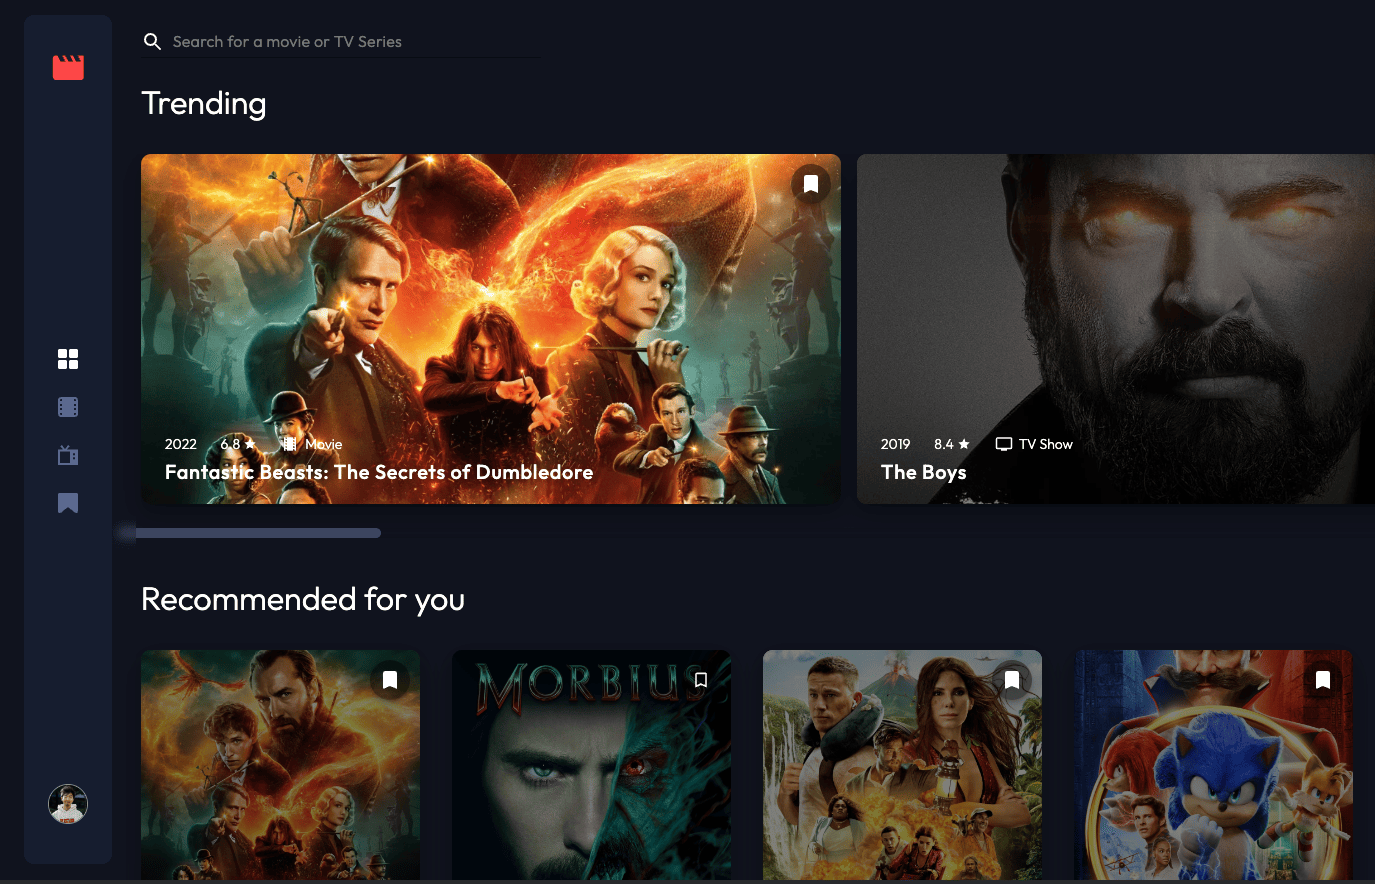 Search for a movie or TV Series
Trending
2022 6.8 Movie
Fantastic Beasts: The Secrets of Dumbledore
2019 8.4 TV Show
The Boys
Recommended for you
MORBIUS